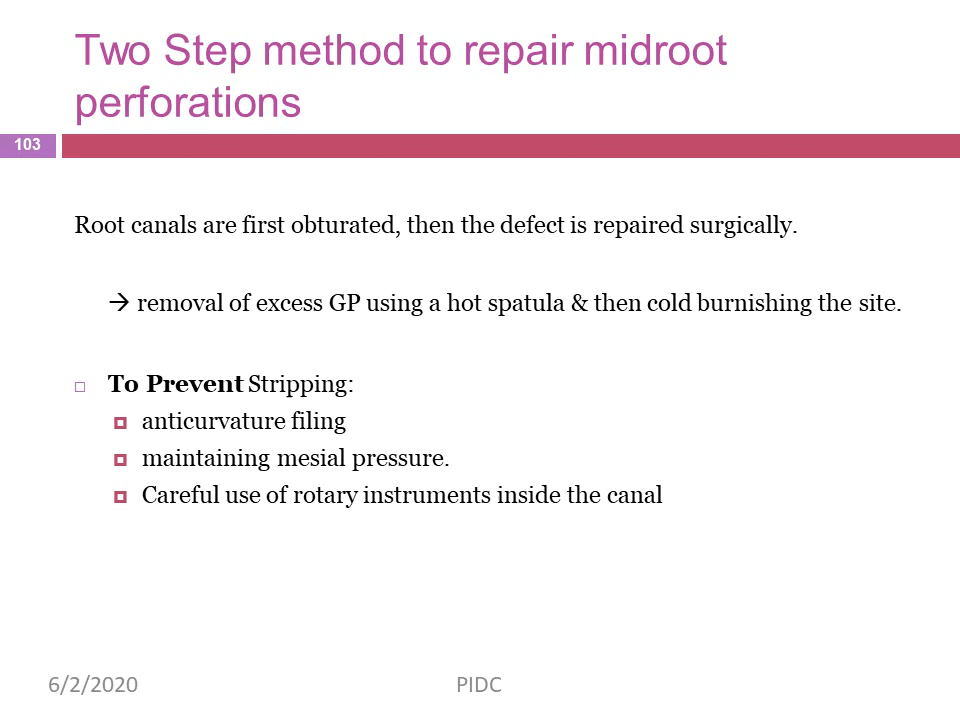 Two Step method to repair midroot
perforations
103
Root canals are first obturated, then the defect is repaired surgically.
→ removal of excess GP using a hot spatula & then cold burnishing the site.
To Prevent Stripping:
anticurvature filing
maintaining mesial pressure.
Careful use of rotary instruments inside the canal
6/2/2020 PIDC